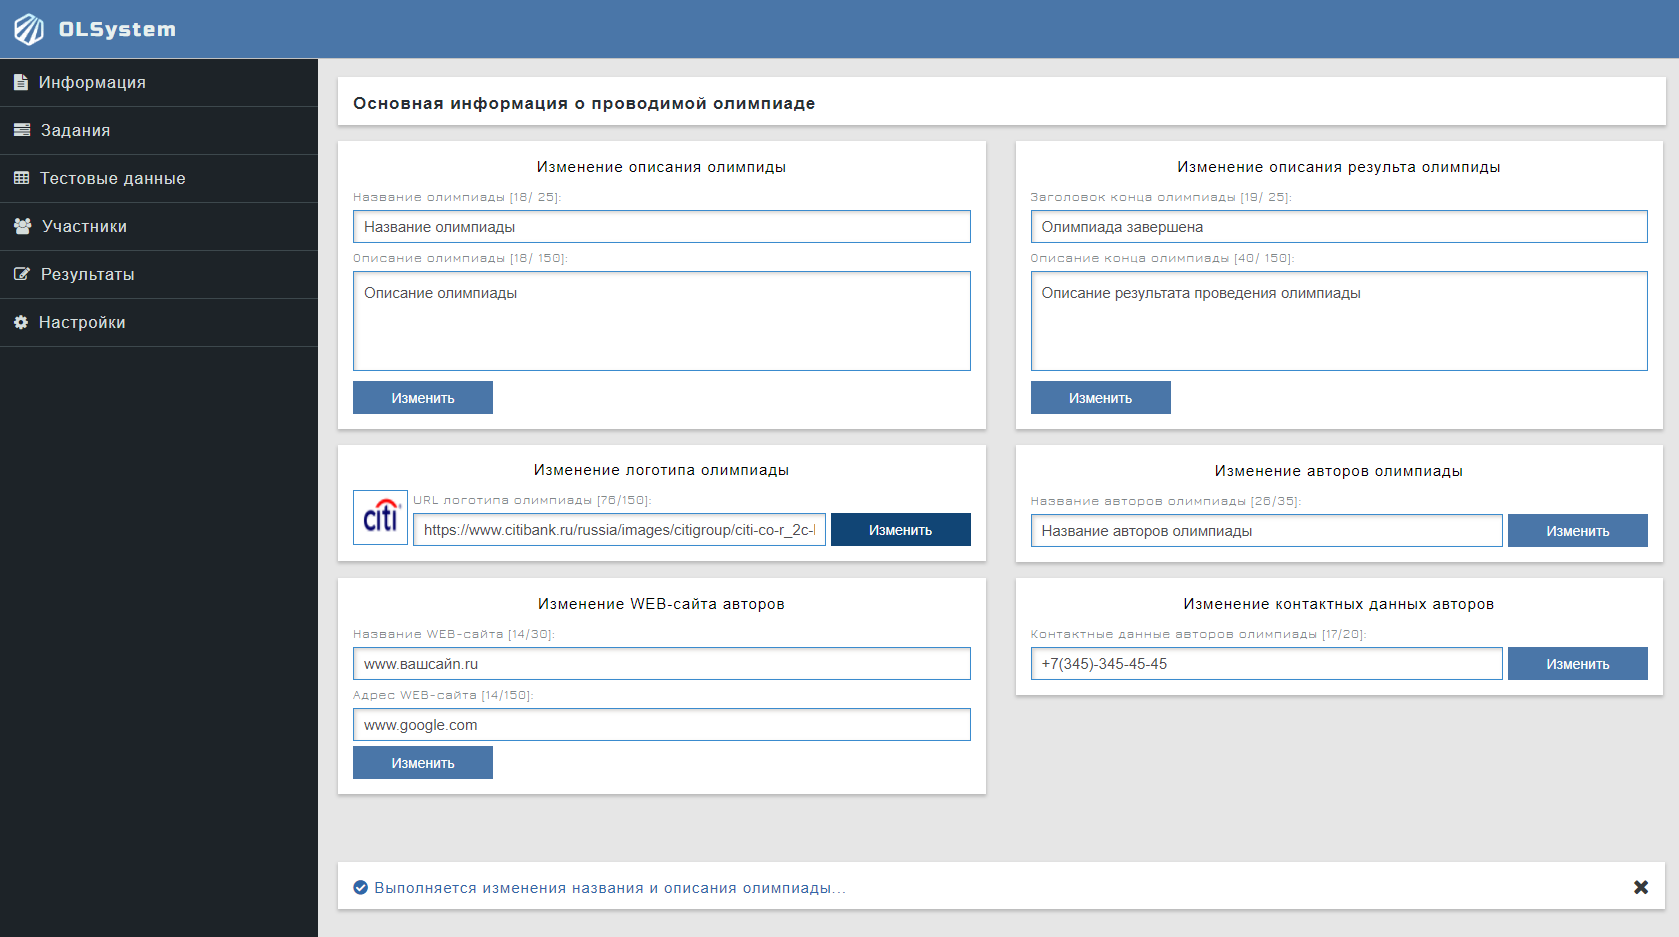 OLSystem
Информация
Задания
Тестовые данные
Участники
Результаты
Настройки
Основная информация о проводимой олимпиаде
Изменение описания олимпиды
Название олимпиады [18/ 25]:
Название олимпиады
Описание олимпиады [18/ 150]:
Описание олимпиады
Изменить
Изменение описания результа олимпиды
Заголовок конца олимпиады [19/ 25]:
Олимпиада завершена
Описание конца олимпиады [40/ 150]:
Описание результата проведения олимпиады
Изменить
Изменение логотипа олимпиады
citi
URL логотипа олимпиады [76/150]:
https://www.citibank.ru/russia/images/citigroup/citi-co-r_2c-l
Изменить
Изменение авторов олимпиады
Название авторов олимпиады [26/35]:
Название авторов олимпиады
Изменить
Изменение WEB-сайта авторов
Название WEB-сайта [14/30]:
www.вашсайп.ru
Адрес WEB-сайта [14/150]:
www.google.com
Изменить
Изменение контактных данных авторов
Контактные данные авторов олимпиады [17/20]:
+7(345)-345-45-45
Изменить
Выполняется изменения названия и описания олимпиады...